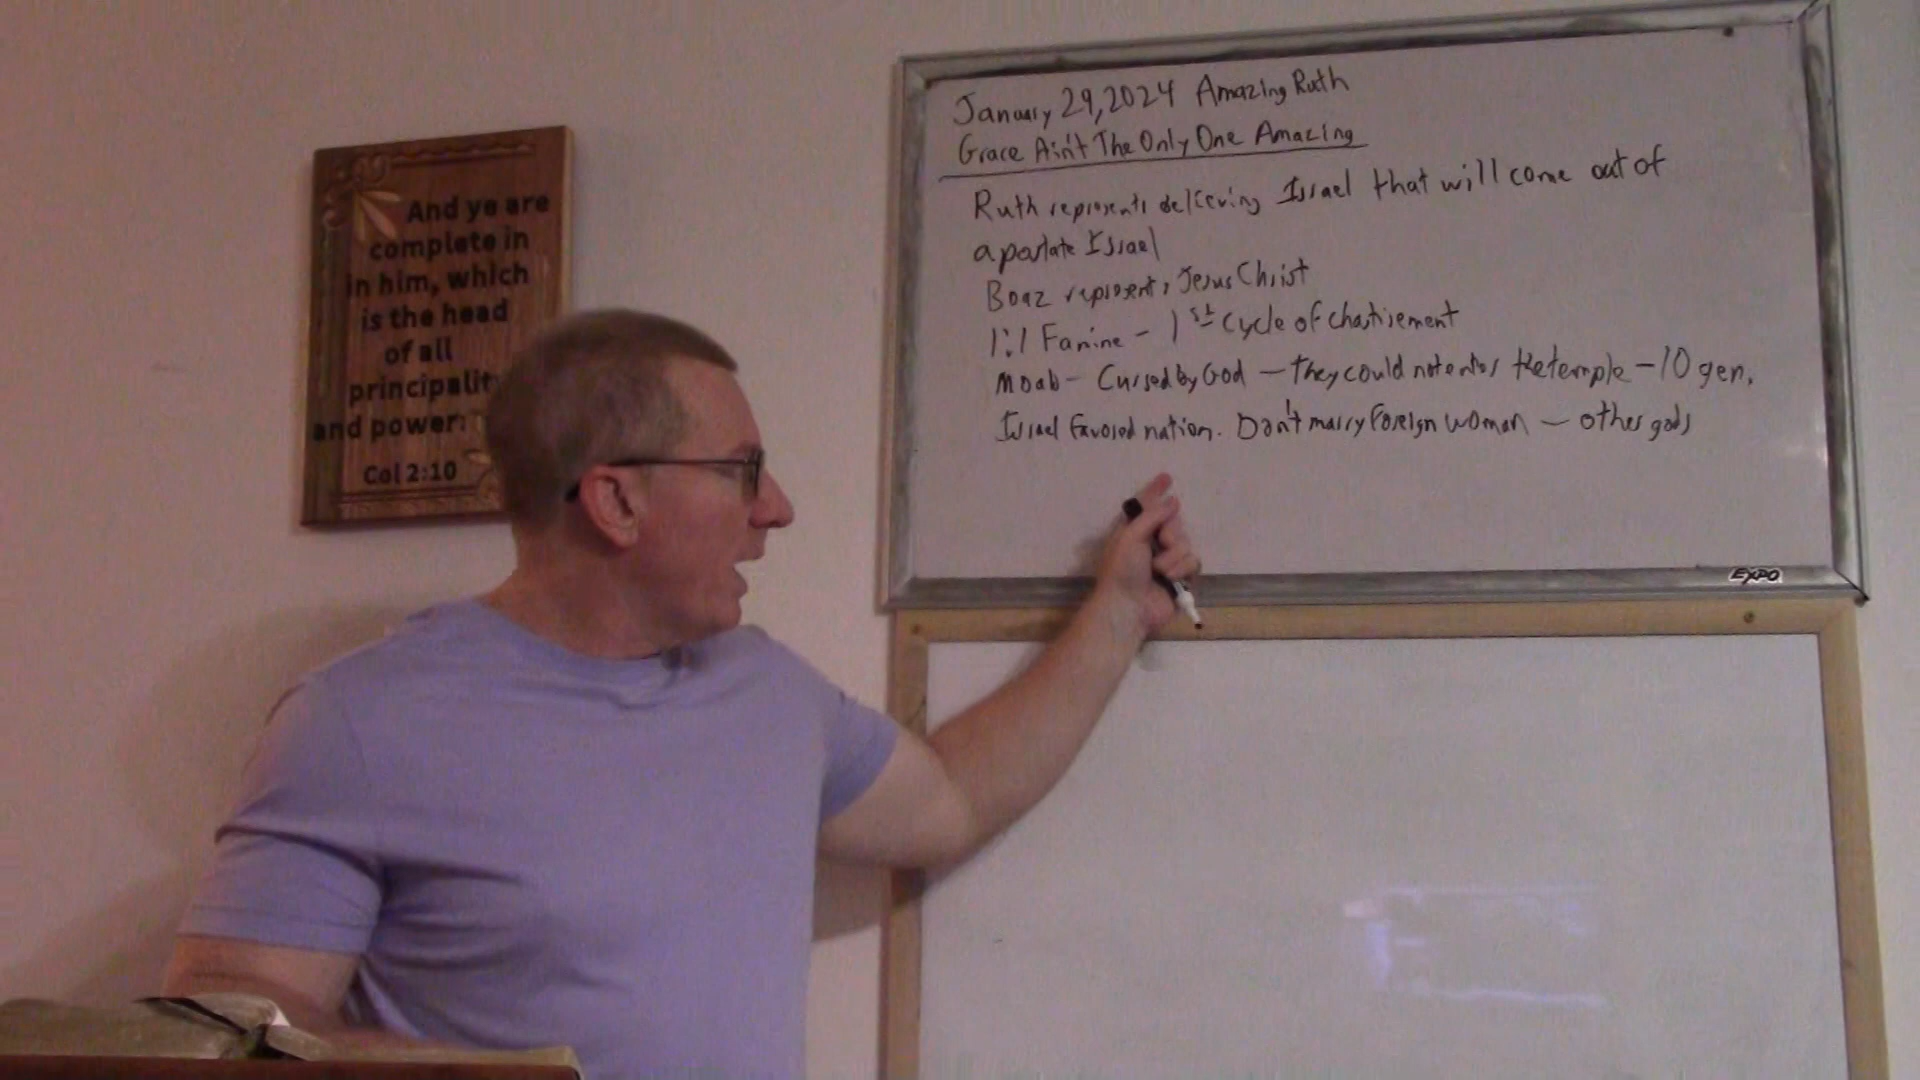 And ye are
complete in
in him, which
is the head
of all
principalit
and power:
Col 2:10
January 29, 2024 Amazing Ruth
Grace Ain't The Only One Amazing
Ruth represents believing Israel that will come out of
apostate Israel
Boaz represents Jesus Christ
1:1 Famine - 1st Cycle of chastisement
Moab - Cursed by God - they could not enter the temple - 10 gen.
Israel favored nation. Don't marry foreign woman - other gods
EXPO